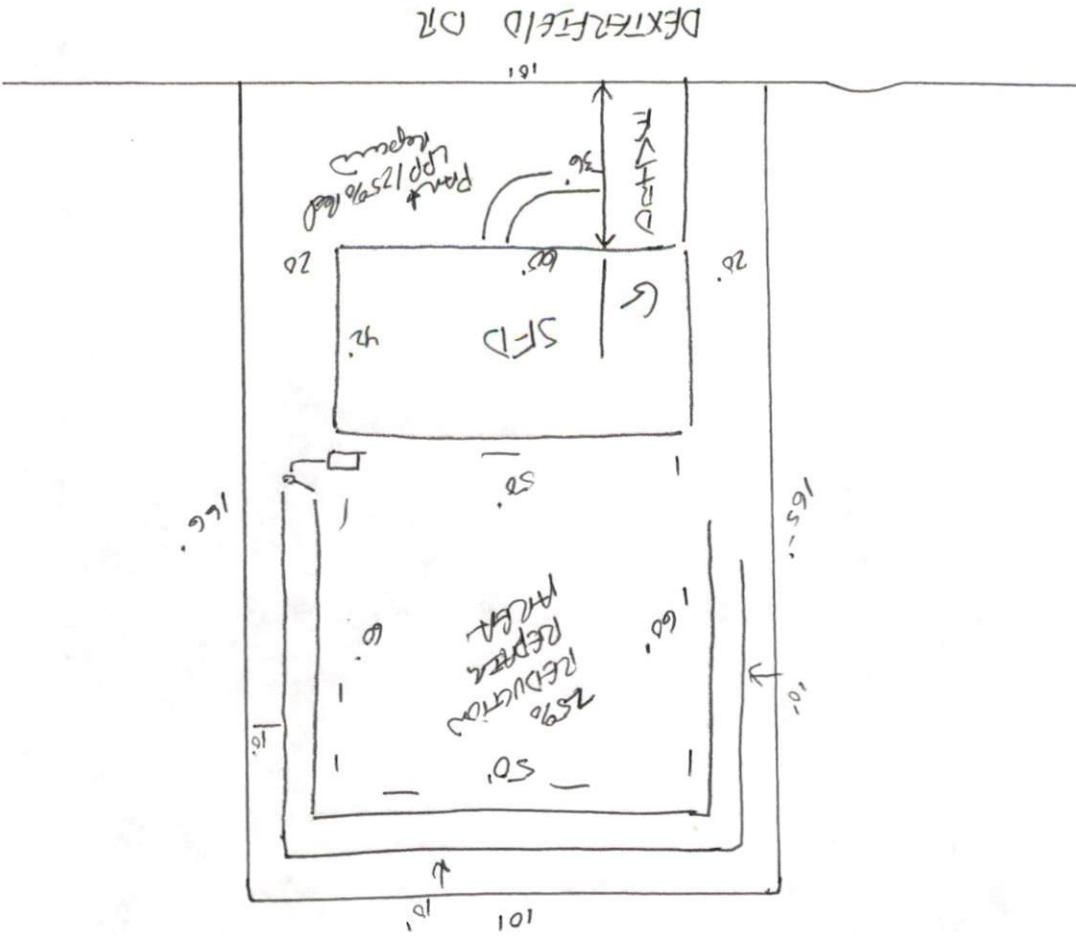 101
10'
50'
10'
10'
25%
REDUCTION
REPAIR
AREA
60'
60'
165'
166'
50'
SFD
G
42'
60'
20'
20
36'
DRIVE
101
DEXTERFIELD DR